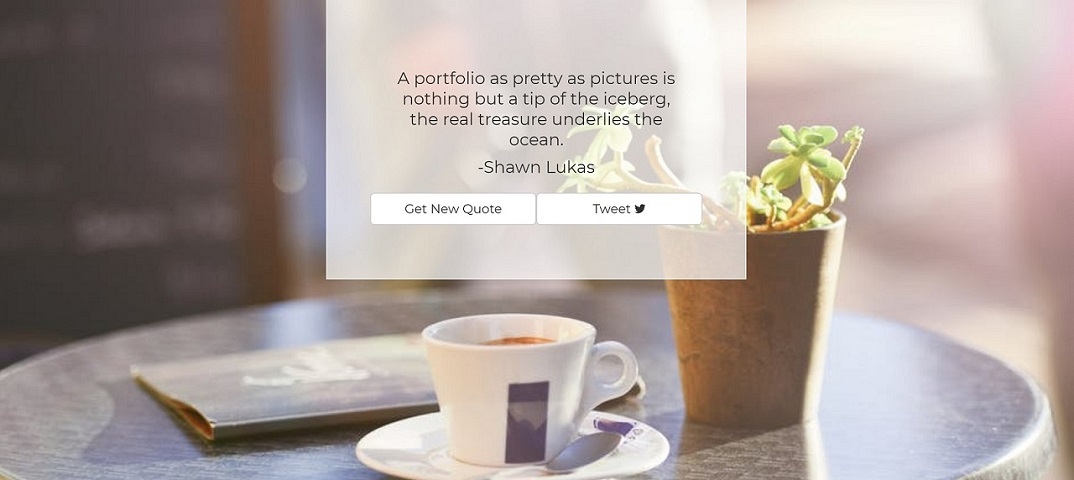 A portfolio as pretty as pictures is
nothing but a tip of the iceberg,
the real treasure underlies the
ocean.
-Shawn Lukas
Get New Quote
Tweet